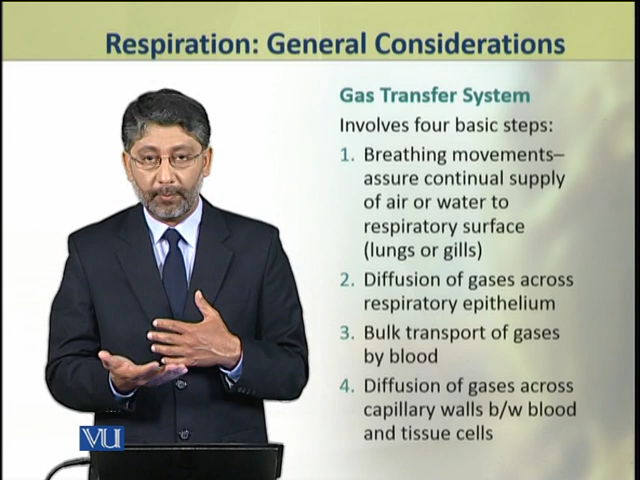 Respiration: General Considerations
Gas Transfer System
Involves four basic steps:
1. Breathing movements–
assure continual supply
of air or water to
respiratory surface
(lungs or gills)
2. Diffusion of gases across
respiratory epithelium
3. Bulk transport of gases
by blood
4. Diffusion of gases across
capillary walls b/w blood
and tissue cells
VU